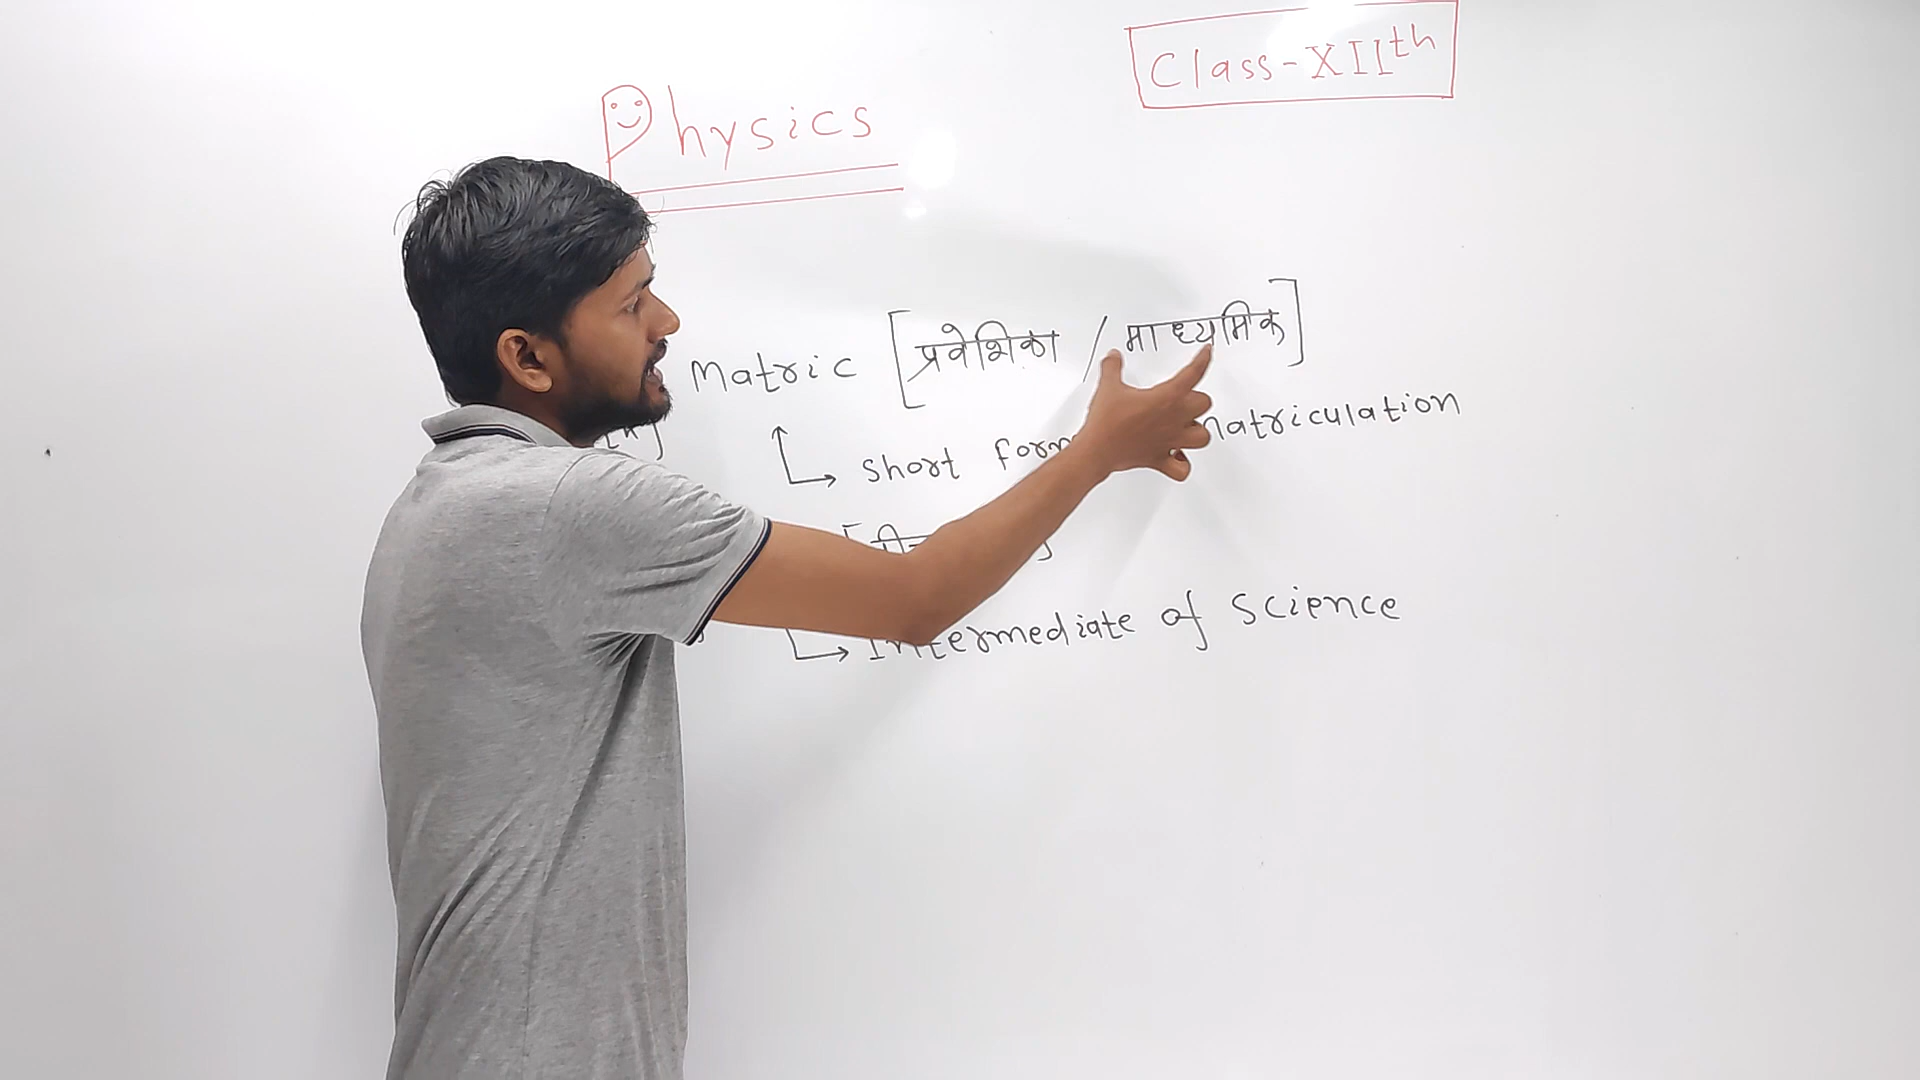 Class-XIIth
Physics
Matric [प्रवेशिका / माध्यमिक]
short form matriculation
Intermediate of Science